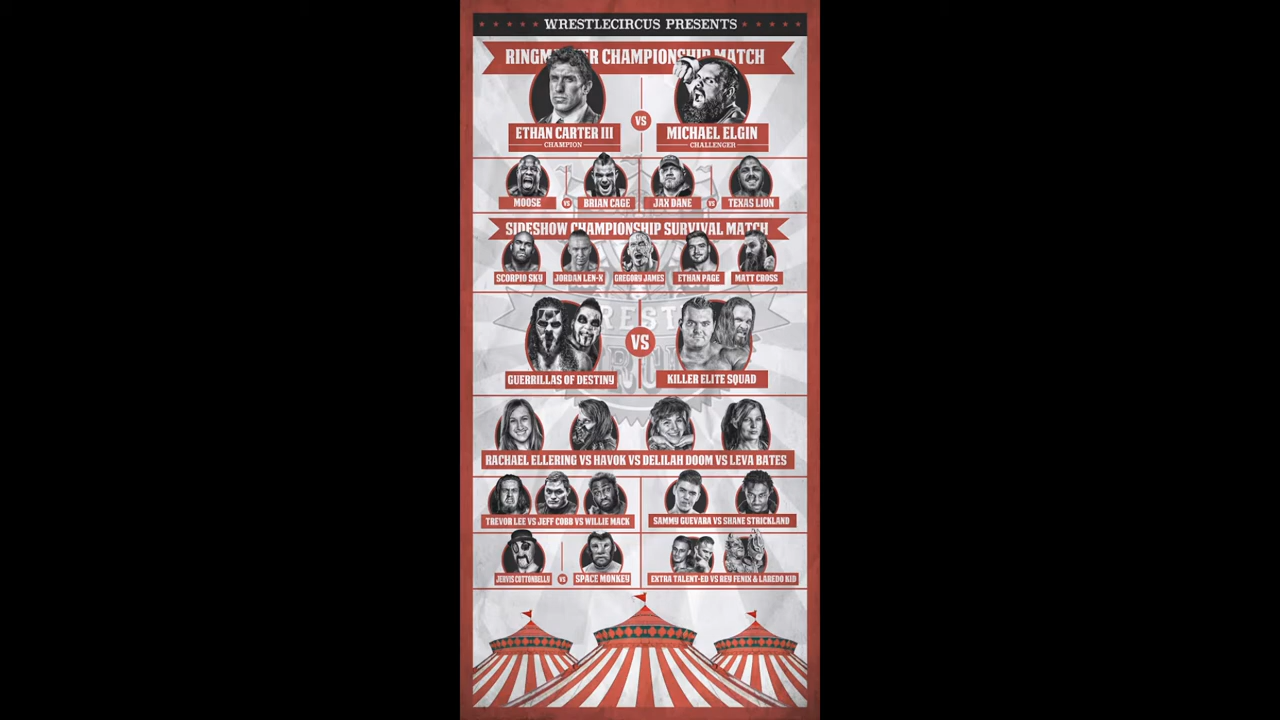 WRESTLECIRCUS PRESENTS
CHAMPIONSHIP MATCH
ETHAN CARTER III
CHAMPION
VS
MICHAEL ELGIN
CHALLENGER
MOOSE
VS
BRIAN CAGE
JAX DANE
VS
TEXAS LION
SIDESHOW CHAMPIONSHIP SURVIVAL MATCH
SCORPIO SKY
JORDAN LEN-X
GREGORY JAMES
ETHAN PAGE
MATT CROSS
GUERRILLAS OF DESTINY
VS
KILLER ELITE SQUAD
RACHAEL ELLERING VS HAVOK VS DELILAH DOOM VS LEVA BATES
TREVOR LEE VS JEFF COBB VS WILLIE MACK
SAMMY GUEVARA VS SHANE STRICKLAND
JERVIS COTTONBELLY
VS
SPACE MONKEY
EXTRA TALENT-ED VS REY FENIX & LAREDO KID